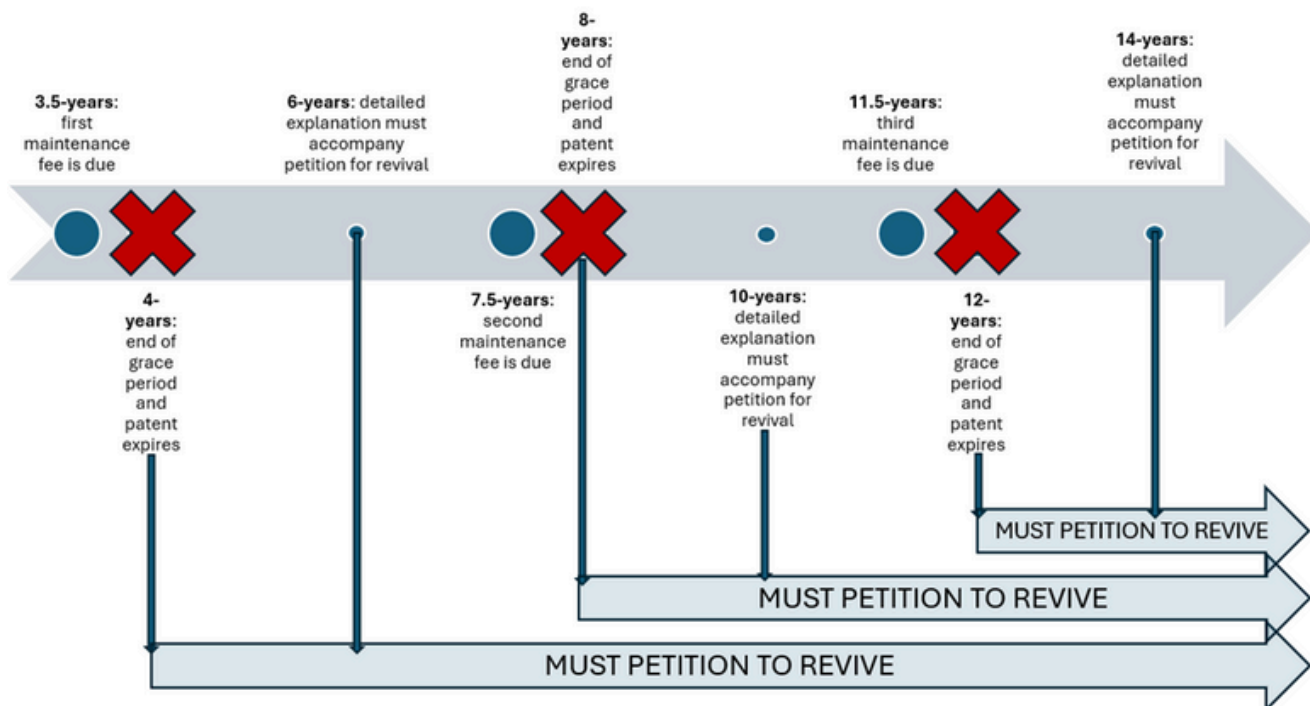 3.5-years:
first
maintenance
fee is due
6-years: detailed
explanation must
accompany
petition for revival
8-
years:
end of
grace
period
and
patent
expires
11.5-years:
third
maintenance
fee is due
14-years:
detailed
explanation
must
accompany
petition for
revival
4-
years:
end of
grace
period
and
patent
expires
7.5-years:
second
maintenance
fee is due
10-years:
detailed
explanation
must
accompany
petition for
revival
12-
years:
end of
grace
period
and
patent
expires
MUST PETITION TO REVIVE
MUST PETITION TO REVIVE
MUST PETITION TO REVIVE